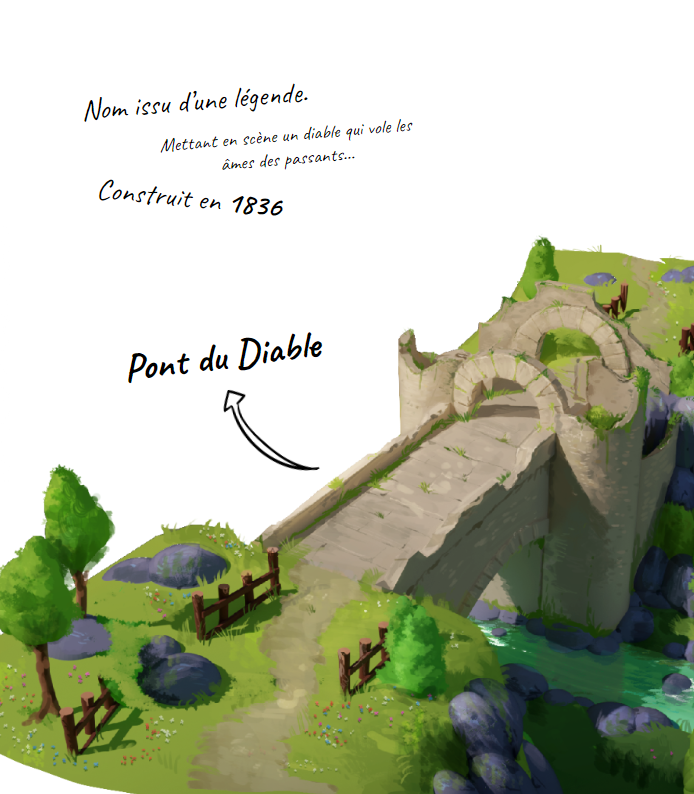 Nom issu d'une légende.
Mettant en scène un diable qui vole les
âmes des passants...
Construit en 1836
Pont du Diable